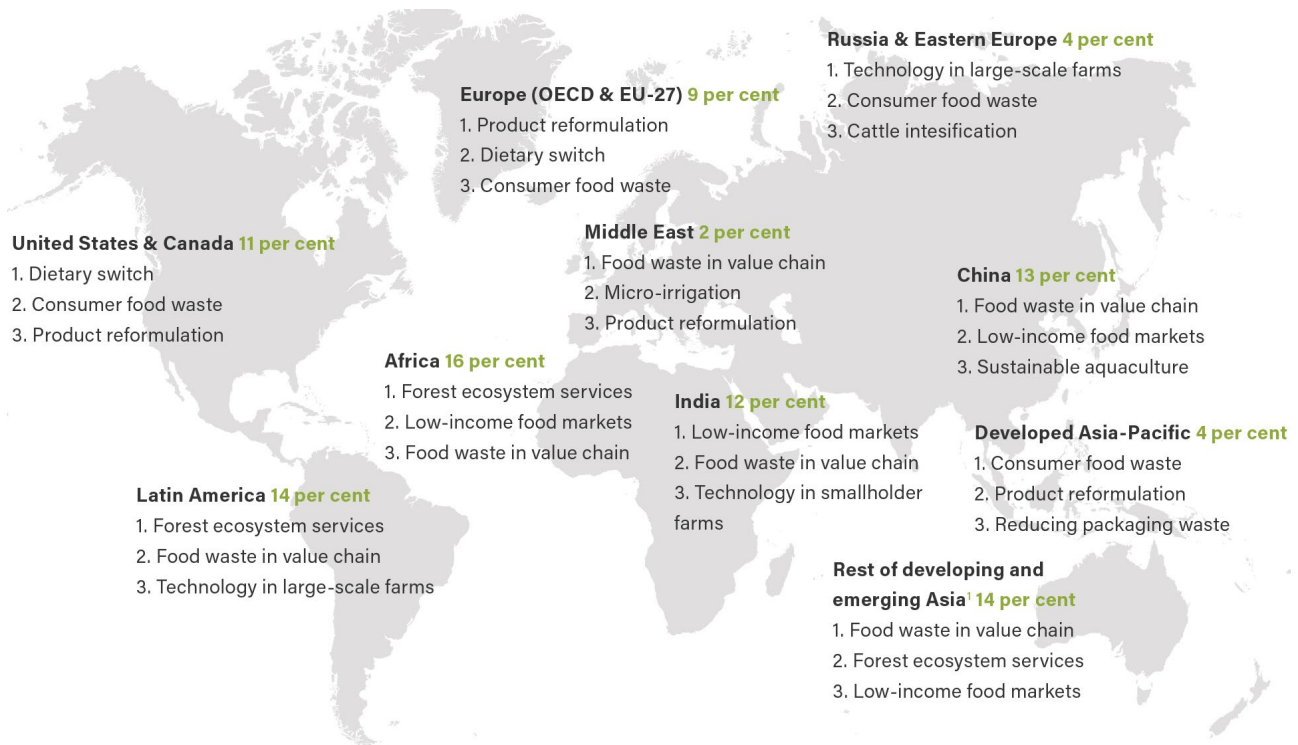 Russia & Eastern Europe 4 per cent
1. Technology in large-scale farms
2. Consumer food waste
3. Cattle intesification
Europe (OECD & EU-27) 9 per cent
1. Product reformulation
2. Dietary switch
3. Consumer food waste
United States & Canada 11 per cent
1. Dietary switch
2. Consumer food waste
3. Product reformulation
Middle East 2 per cent
1. Food waste in value chain
2. Micro-irrigation
3. Product reformulation
China 13 per cent
1. Food waste in value chain
2. Low-income food markets
3. Sustainable aquaculture
Africa 16 per cent
1. Forest ecosystem services
2. Low-income food markets
3. Food waste in value chain
India 12 per cent
1. Low-income food markets
2. Food waste in value chain
3. Technology in smallholder
farms
Developed Asia-Pacific 4 per cent
1. Consumer food waste
2. Product reformulation
3. Reducing packaging waste
Latin America 14 per cent
1. Forest ecosystem services
2. Food waste in value chain
3. Technology in large-scale farms
Rest of developing and
emerging Asia¹ 14 per cent
1. Food waste in value chain
2. Forest ecosystem services
3. Low-income food markets